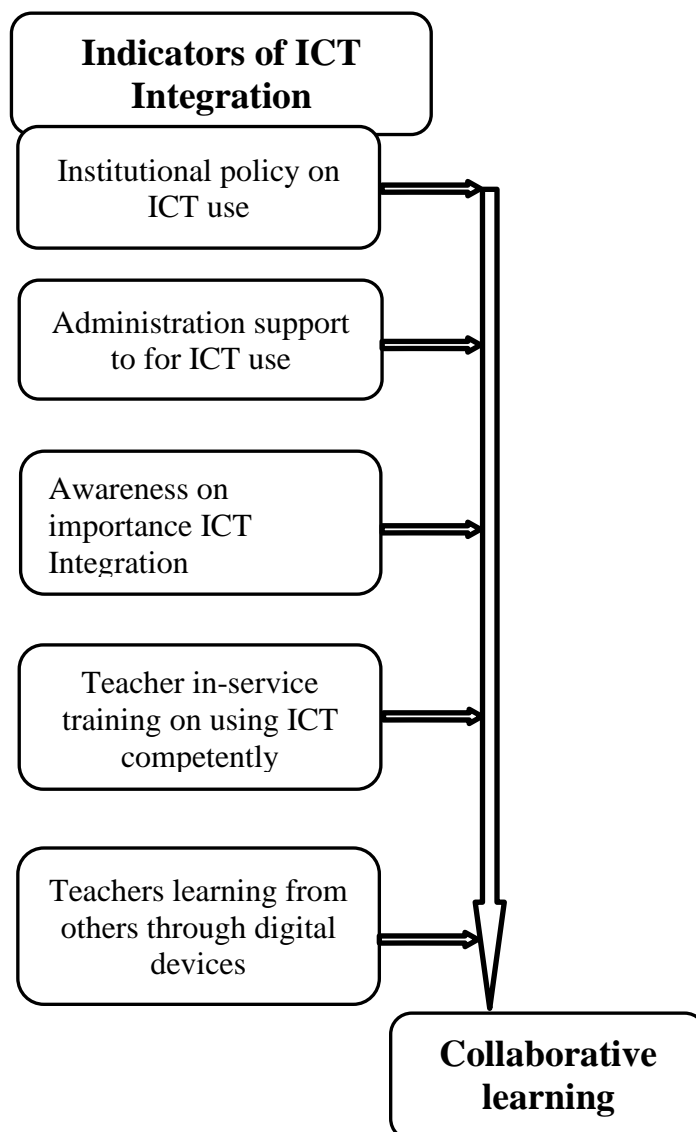 Indicators of ICT
Integration
Institutional policy on
ICT use
Administration support
to for ICT use
Awareness on
importance ICT
Integration
Teacher in-service
training on using ICT
competently
Teachers learning from
others through digital
devices
Collaborative
learning